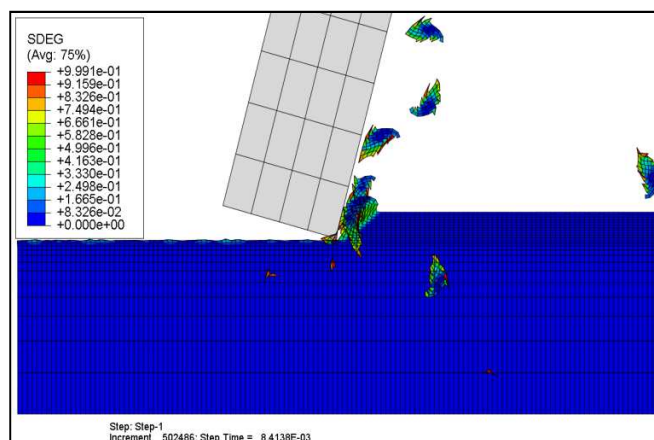 SDEG
(Avg: 75%)
+9.991e-01
+9.159e-01
+8.326e-01
+7.494e-01
+6.661e-01
+5.828e-01
+4.996e-01
+4.163e-01
+3.330e-01
+2.498e-01
+1.665e-01
+8.326e-02
+0.000e+00
Step: Step-1
Increment 502486: Step Time = 8.4138E-03